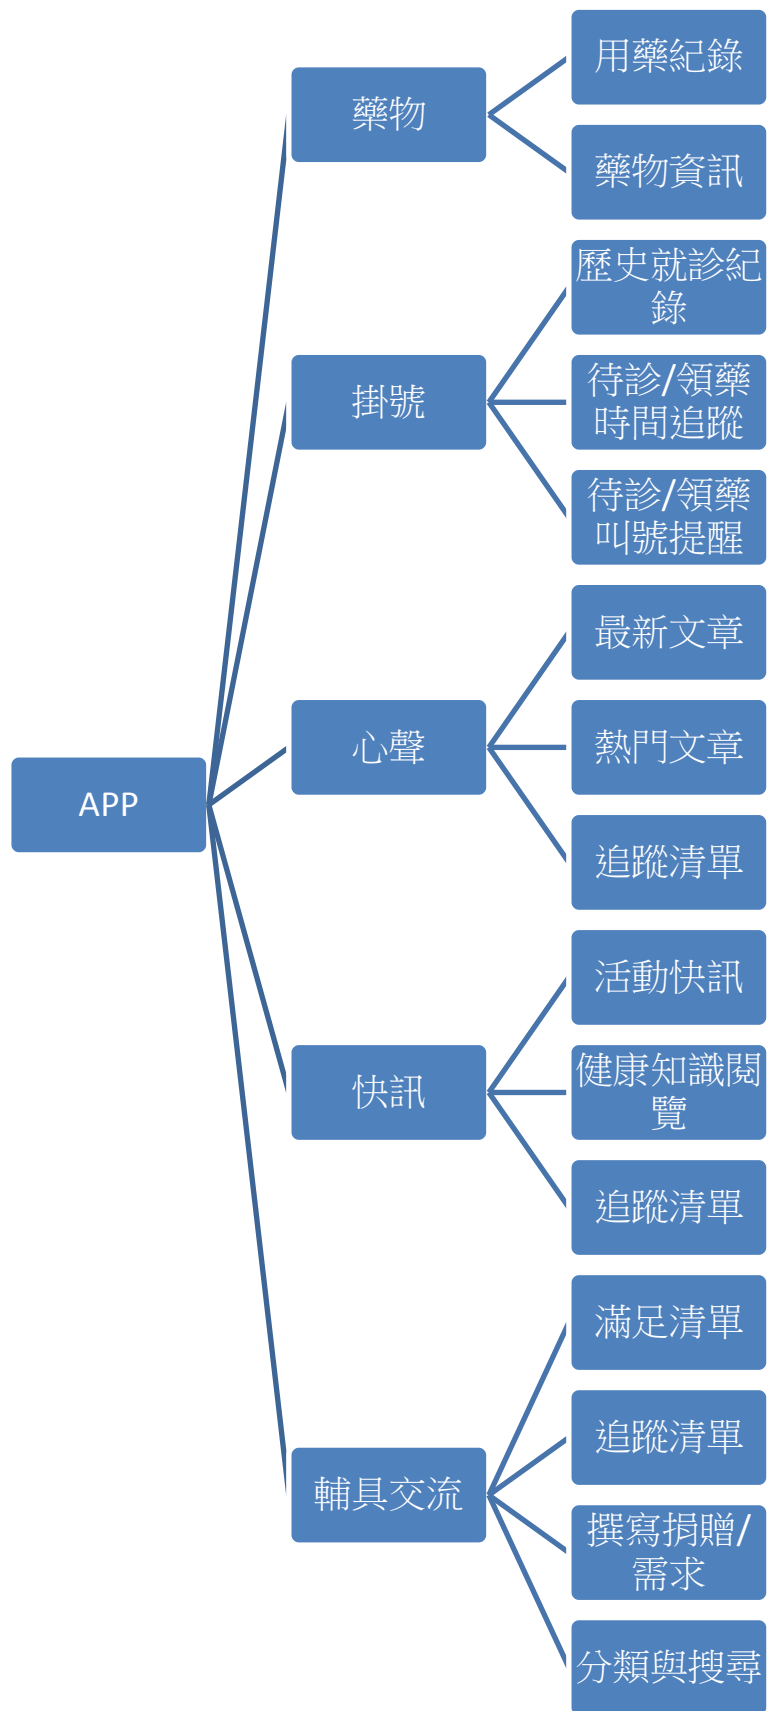 APP
藥物
用藥紀錄
藥物資訊
掛號
歷史就診紀
錄
待診/領藥
時間追蹤
待診/領藥
叫號提醒
心聲
最新文章
熱門文章
追蹤清單
快訊
活動快訊
健康知識閱
覽
追蹤清單
輔具交流
滿足清單
追蹤清單
撰寫捐贈/
需求
分類與搜尋